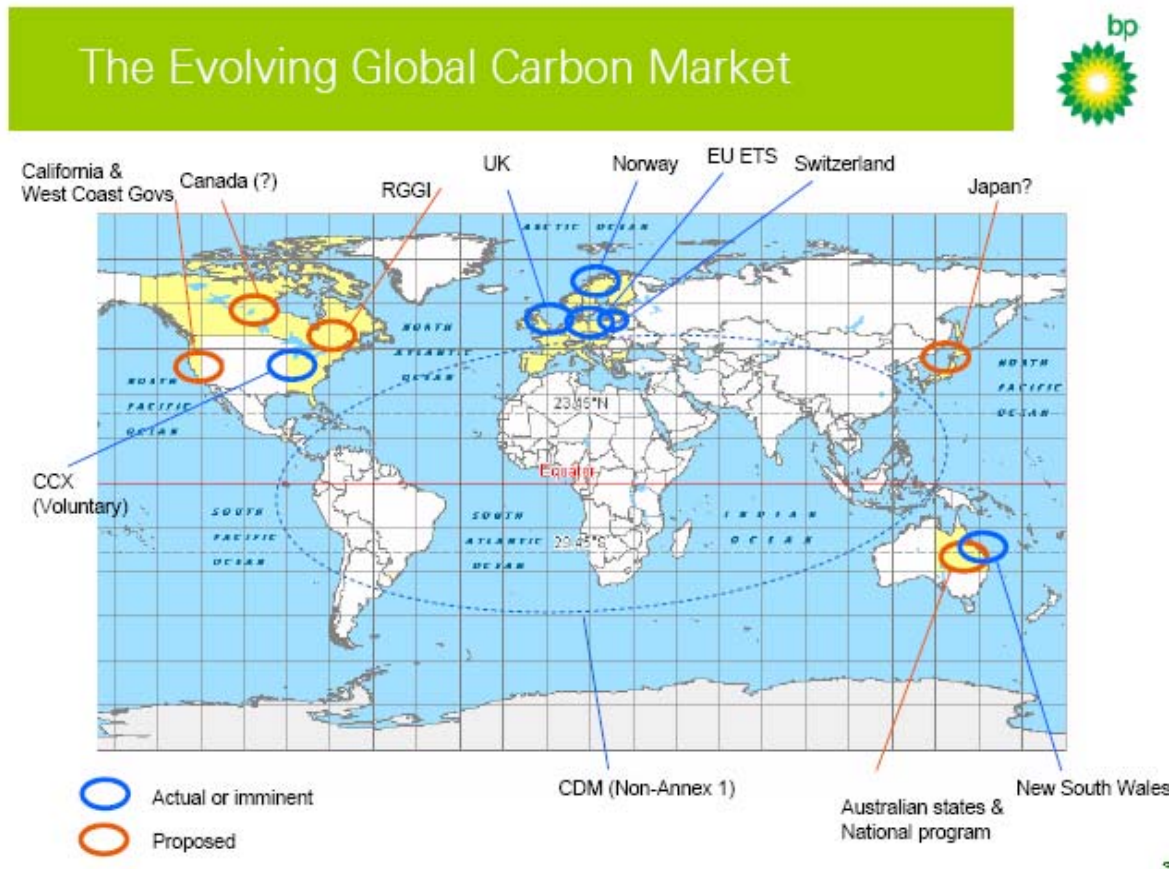 The Evolving Global Carbon Market
bp
California &
West Coast Govs
Canada (?)
RGGI
UK
Norway
EU ETS
Switzerland
Japan?
ARCTIC OCEAN
NORTH
ATLANTIC
OCEAN
NORTH
PACIFIC
OCEAN
NORTH
PACIFIC
OCEAN
23.45°N
CCX
(Voluntary)
Equator
SOUTH
PACIFIC
OCEAN
SOUTH
ATLANTIC
OCEAN
INDIAN
OCEAN
23.45°S
CDM (Non-Annex 1)
New South Wales
Australian states &
National program
Actual or imminent
Proposed